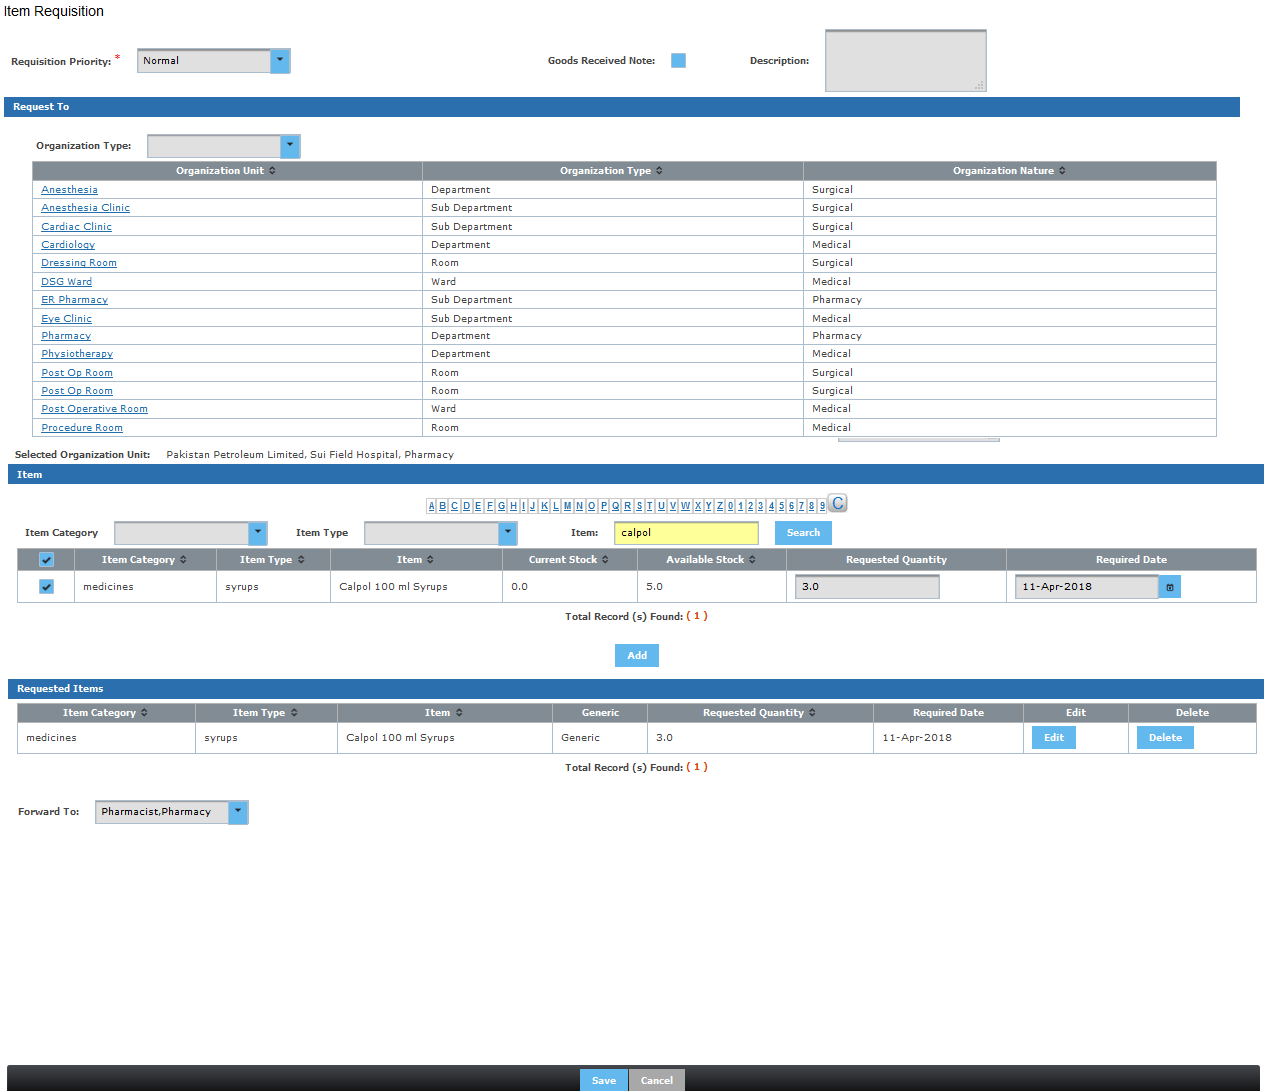 Item Requisition
Requisition Priority: * Normal Goods Received Note: Description:
Request To
Organization Type:
Organization Unit Organization Type Organization Nature
Anesthesia Department Surgical
Anesthesia Clinic Sub Department Surgical
Cardiac Clinic Sub Department Surgical
Cardiology Department Medical
Dressing Room Room Surgical
DSG Ward Ward Medical
ER Pharmacy Sub Department Pharmacy
Eye Clinic Sub Department Medical
Pharmacy Department Pharmacy
Physiotherapy Department Medical
Post Op Room Room Surgical
Post Op Room Room Surgical
Post Operative Room Ward Medical
Procedure Room Room Medical
Selected Organization Unit: Pakistan Petroleum Limited, Sui Field Hospital, Pharmacy
Item
A B C D E F G H I J K L M N O P Q R S T U V W X Y Z 0 1 2 3 4 5 6 7 8 9 C
Item Category Item Type Item: calpol Search
Item Category Item Type Item Current Stock Available Stock Requested Quantity Required Date
medicines syrups Calpol 100 ml Syrups 0.0 5.0 3.0 11-Apr-2018
Total Record (s) Found: ( 1 )
Add
Requested Items
Item Category Item Type Item Generic Requested Quantity Required Date Edit Delete
medicines syrups Calpol 100 ml Syrups Generic 3.0 11-Apr-2018 Edit Delete
Total Record (s) Found: ( 1 )
Forward To: Pharmacist,Pharmacy
Save Cancel